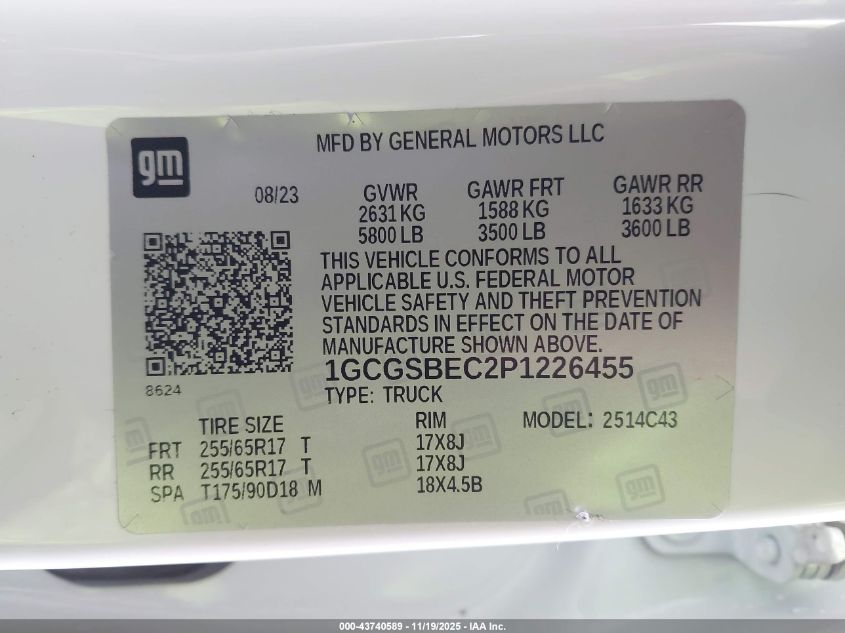 gm
MFD BY GENERAL MOTORS LLC
08/23
GVWR GAWR FRT GAWR RR
2631 KG 1588 KG 1633 KG
5800 LB 3500 LB 3600 LB
THIS VEHICLE CONFORMS TO ALL
APPLICABLE U.S. FEDERAL MOTOR
VEHICLE SAFETY AND THEFT PREVENTION
STANDARDS IN EFFECT ON THE DATE OF
MANUFACTURE SHOWN ABOVE.
8624
1GCGSBEC2P1226455
TYPE: TRUCK
TIRE SIZE RIM MODEL: 2514C43
FRT 255/65R17 T 17X8J
RR 255/65R17 T 17X8J
SPA T175/90D18 M 18X4.5B
000-43740589 - 11/19/2025 - IAA Inc.